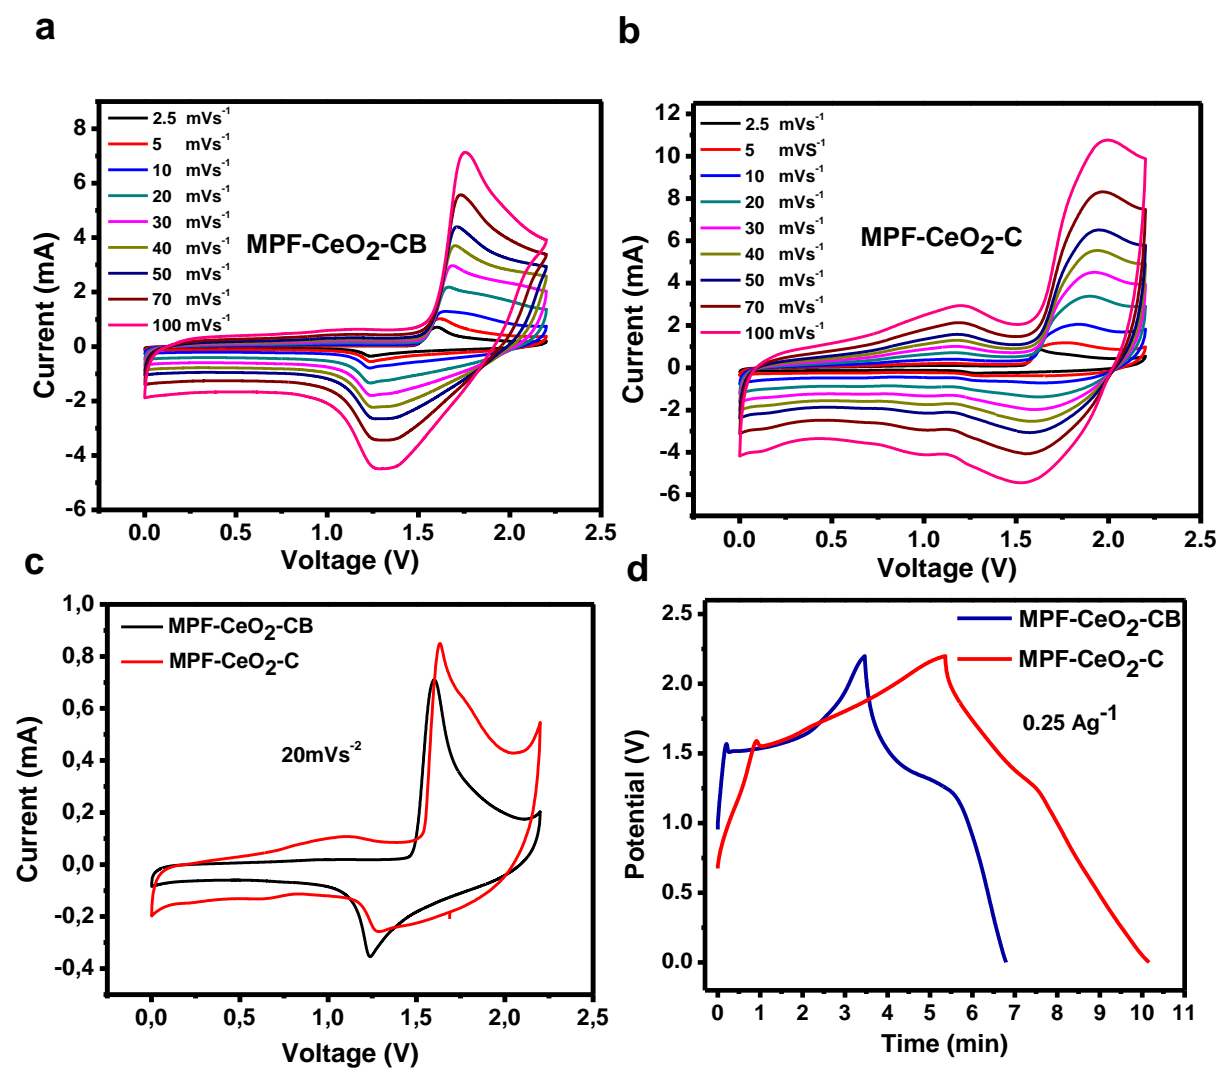 a
8
6
4
2
0
-2
-4
-6
Current (mA)
2.5 mVs-1
5 mVs-1
10 mVs-1
20 mVs-1
30 mVs-1
40 mVs-1
50 mVs-1
70 mVs-1
100 mVs-1
MPF-CeO2-CB
0.0 0.5 1.0 1.5 2.0 2.5
Voltage (V)
b
12
10
8
6
4
2
0
-2
-4
-6
Current (mA)
2.5 mVs-1
5 mVS-1
10 mVs-1
20 mVs-1
30 mVs-1
40 mVs-1
50 mVs-1
70 mVs-1
100 mVs-1
MPF-CeO2-C
0.0 0.5 1.0 1.5 2.0 2.5
Voltage (V)
c
1,0
0,8
0,6
0,4
0,2
0,0
-0,2
-0,4
Current (mA)
MPF-CeO2-CB
MPF-CeO2-C
20mVs-2
0,0 0,5 1,0 1,5 2,0 2,5
Voltage (V)
d
2.5
2.0
1.5
1.0
0.5
0.0
Potential (V)
MPF-CeO2-CB
MPF-CeO2-C
0.25 Ag-1
0 1 2 3 4 5 6 7 8 9 10 11
Time (min)